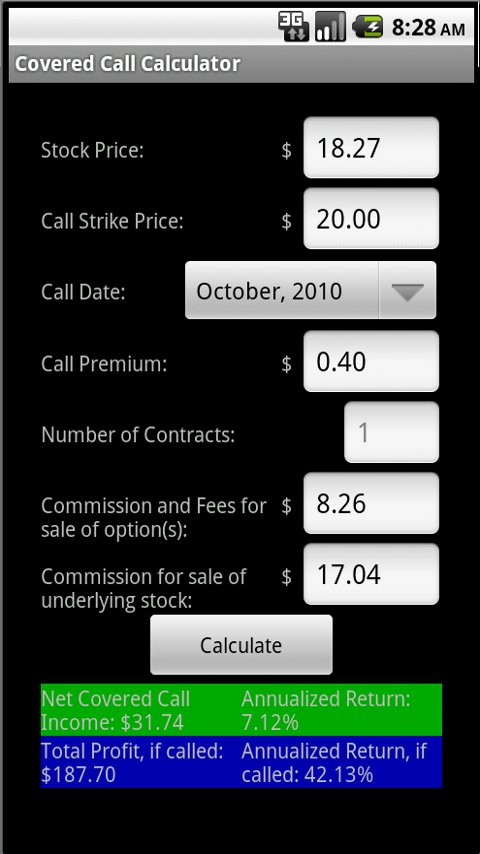 3G 8:28 AM
Covered Call Calculator
Stock Price: $ 18.27
Call Strike Price: $ 20.00
Call Date: October, 2010
Call Premium: $ 0.40
Number of Contracts: 1
Commission and Fees for $ 8.26
sale of option(s):
Commission for sale of $ 17.04
underlying stock:
Calculate
Net Covered Call Annualized Return:
Income: $31.74 7.12%
Total Profit, if called: Annualized Return, if
$187.70 called: 42.13%